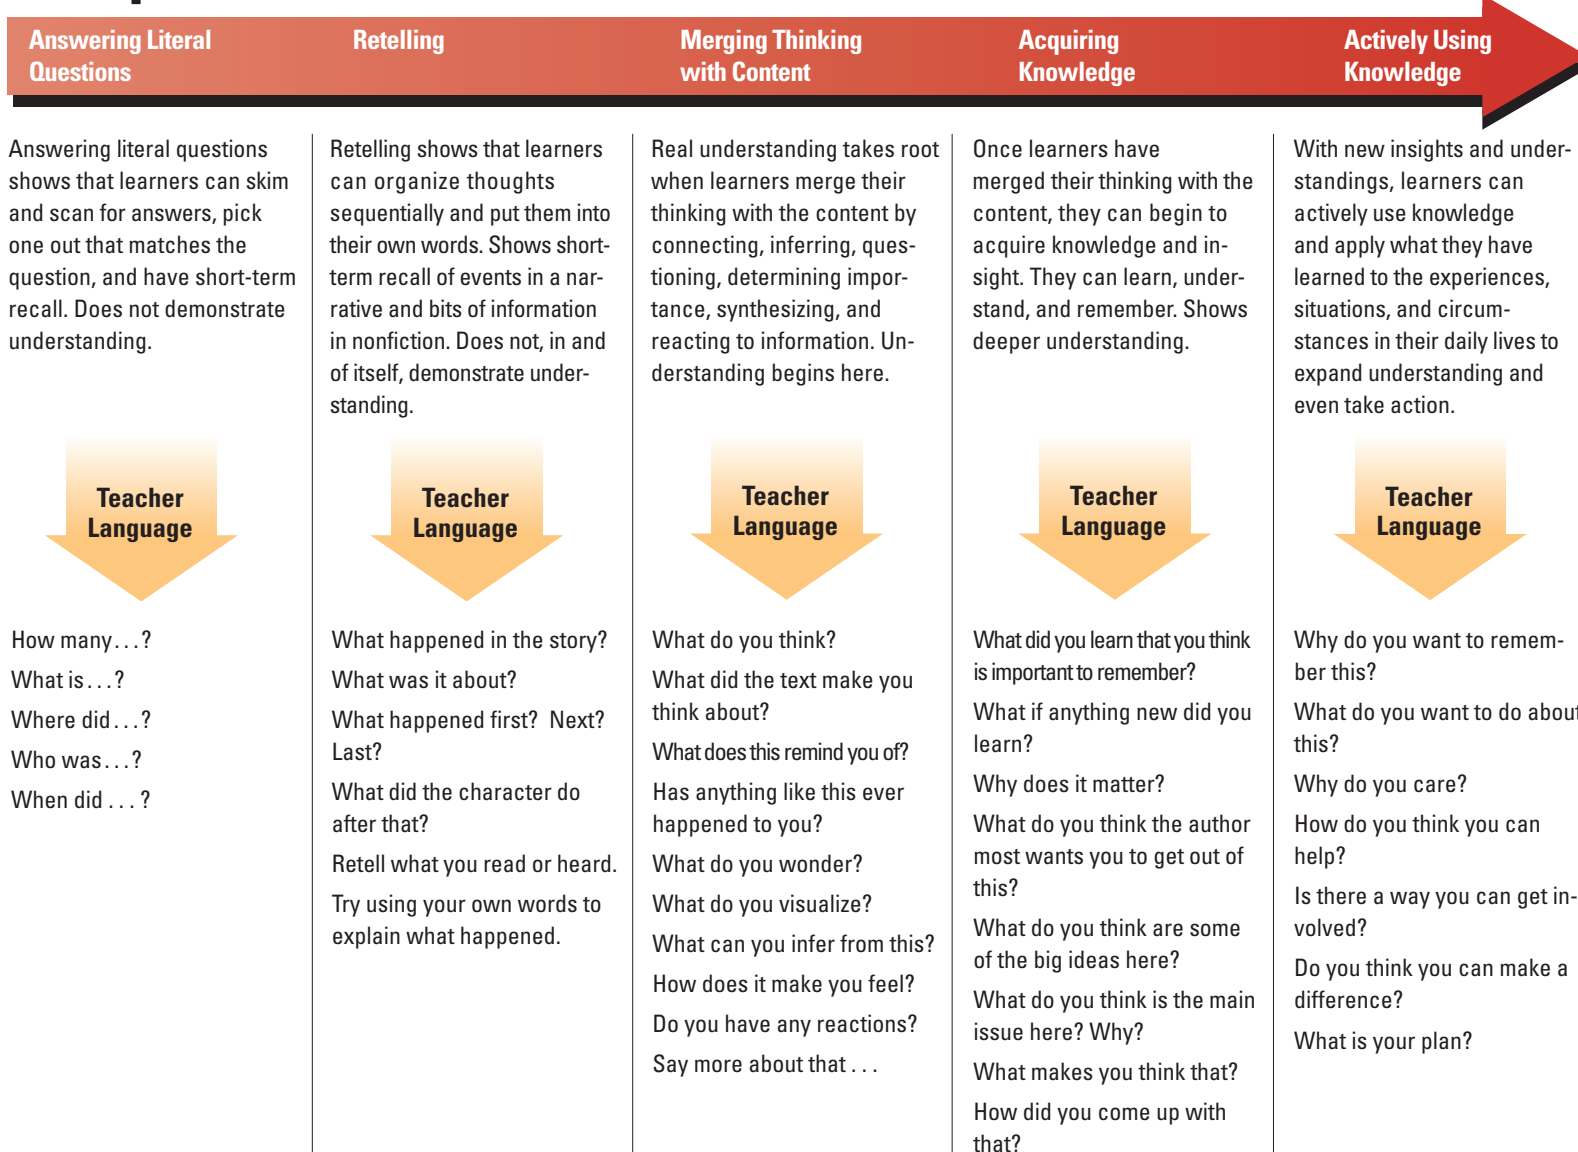 Answering Literal
Questions
Retelling
Merging Thinking
with Content
Acquiring
Knowledge
Actively Using
Knowledge
Answering literal questions
shows that learners can skim
and scan for answers, pick
one out that matches the
question, and have short-term
recall. Does not demonstrate
understanding.
Teacher
Language
How many . . . ?
What is . . . ?
Where did . . . ?
Who was . . . ?
When did . . . ?
Retelling shows that learners
can organize thoughts
sequentially and put them into
their own words. Shows short-
term recall of events in a nar-
rative and bits of information
in nonfiction. Does not, in and
of itself, demonstrate under-
standing.
Teacher
Language
What happened in the story?
What was it about?
What happened first? Next?
Last?
What did the character do
after that?
Retell what you read or heard.
Try using your own words to
explain what happened.
Real understanding takes root
when learners merge their
thinking with the content by
connecting, inferring, ques-
tioning, determining impor-
tance, synthesizing, and
reacting to information. Un-
derstanding begins here.
Teacher
Language
What do you think?
What did the text make you
think about?
What does this remind you of?
Has anything like this ever
happened to you?
What do you wonder?
What do you visualize?
What can you infer from this?
How does it make you feel?
Do you have any reactions?
Say more about that . . .
Once learners have
merged their thinking with the
content, they can begin to
acquire knowledge and in-
sight. They can learn, under-
stand, and remember. Shows
deeper understanding.
Teacher
Language
What did you learn that you think
is important to remember?
What if anything new did you
learn?
Why does it matter?
What do you think the author
most wants you to get out of
this?
What do you think are some
of the big ideas here?
What do you think is the main
issue here? Why?
What makes you think that?
How did you come up with
that?
With new insights and under-
standings, learners can
actively use knowledge
and apply what they have
learned to the experiences,
situations, and circum-
stances in their daily lives to
expand understanding and
even take action.
Teacher
Language
Why do you want to remem-
ber this?
What do you want to do about
this?
Why do you care?
How do you think you can
help?
Is there a way you can get in-
volved?
Do you think you can make a
difference?
What is your plan?